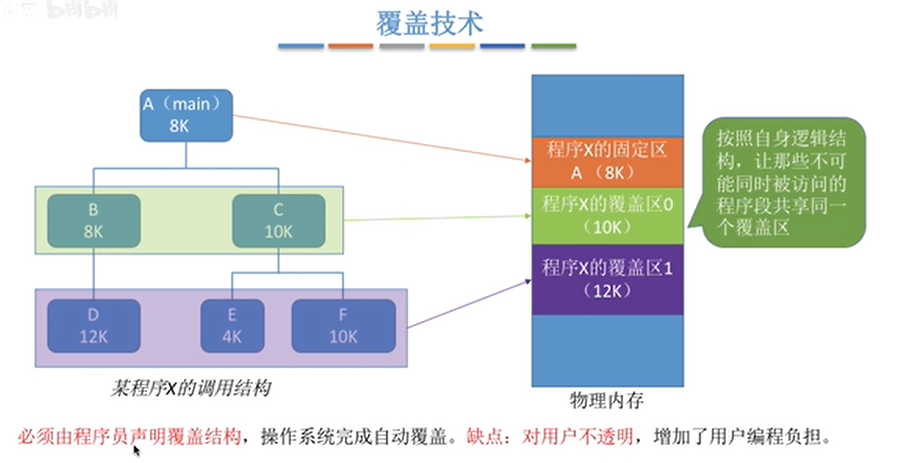 覆盖技术
A（main）
8K
B
8K
C
10K
D
12K
E
4K
F
10K
某程序X的调用结构
程序X的固定区
A （8K）
程序X的覆盖区0
（10K）
程序X的覆盖区1
（12K）
物理内存
按照自身逻辑结
构，让那些不可
能同时被访问的
程序段共享同一
个覆盖区
必须由程序员声明覆盖结构，操作系统完成自动覆盖。缺点：对用户不透明，增加了用户编程负担。